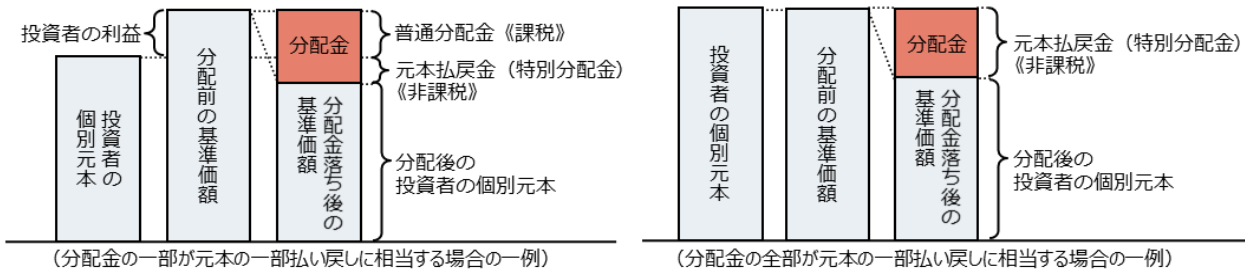 投資者の利益
投資者の
個別元本
分配前の基準価額
分配金
分配金落ち後の
基準価額
普通分配金《課税》
元本払戻金（特別分配金）
《非課税》
分配後の
投資者の個別元本
（分配金の一部が元本の一部払い戻しに相当する場合の一例）
投資者の個別元本
分配前の基準価額
分配金
分配金落ち後の
基準価額
元本払戻金（特別分配金）
《非課税》
分配後の
投資者の個別元本
（分配金の全部が元本の一部払い戻しに相当する場合の一例）